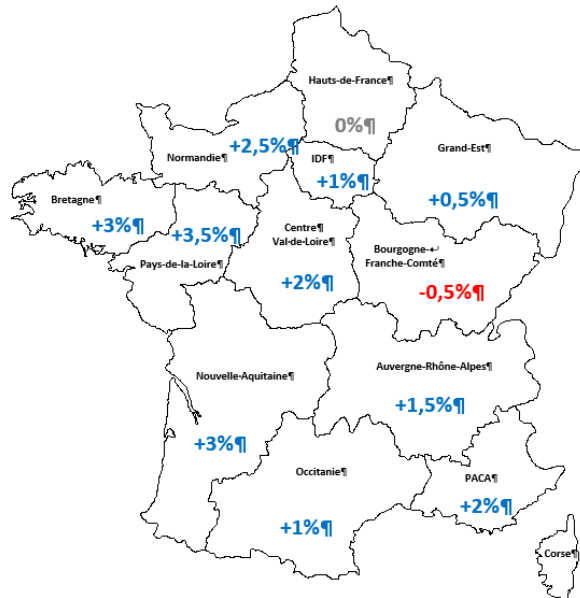 Hauts-de-France¶
0%¶
+2,5%¶
Normandie¶
IDF¶
+1%¶
Grand-Est¶
+0,5%¶
Bretagne¶
+3%¶
+3,5%¶
Pays-de-la-Loire¶
Centre¶
Val-de-Loire¶
+2%¶
Bourgogne-↵
Franche-Comté¶
-0,5%¶
Nouvelle·Aquitaine¶
+3%¶
Auvergne-Rhône-Alpes¶
+1,5%¶
Occitanie¶
+1%¶
PACA¶
+2%¶
Corse¶